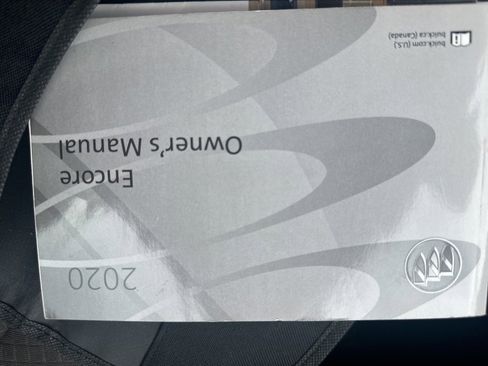 2020
Encore
Owner's Manual
buick.com (U.S.)
buick.ca (Canada)